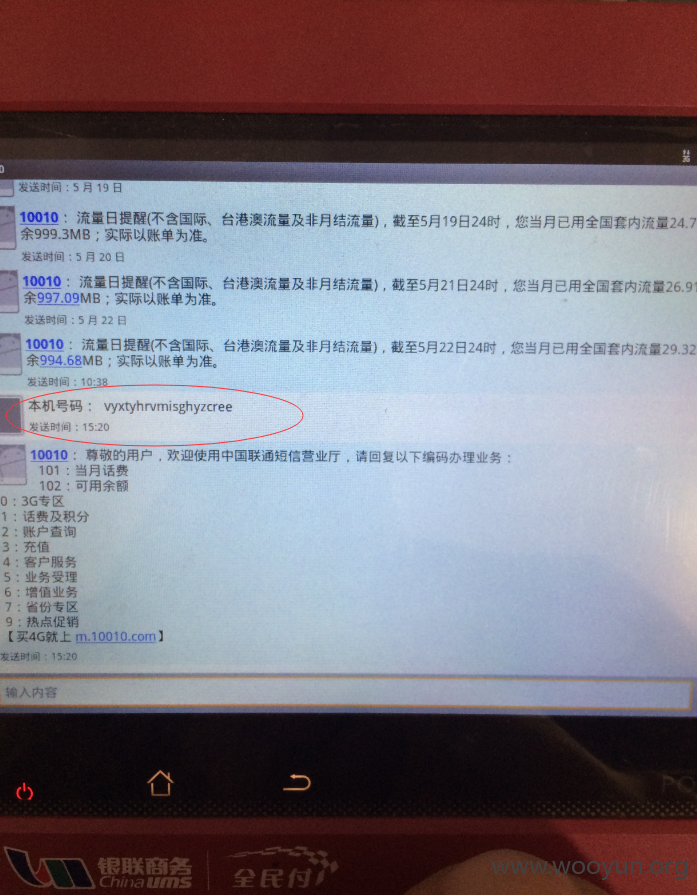 发送时间：5 月 19 日
10010： 流量日提醒(不含国际、台港澳流量及非月结流量)，截至5月19日24时，您当月已用全国套内流量24.7
余999.3MB；实际以账单为准。
发送时间：5 月 20 日
10010： 流量日提醒(不含国际、台港澳流量及非月结流量)，截至5月21日24时，您当月已用全国套内流量26.91
余997.09MB；实际以账单为准。
发送时间：5 月 22 日
10010： 流量日提醒(不含国际、台港澳流量及非月结流量)，截至5月22日24时，您当月已用全国套内流量29.32
余994.68MB；实际以账单为准。
发送时间：10:38
本机号码： vyxtyhrvmisghyzcree
发送时间：15:20
10010： 尊敬的用户，欢迎使用中国联通短信营业厅，请回复以下编码办理业务：
101：当月话费
102：可用余额
0：3G专区
1：话费及积分
2：账户查询
3：充值
4：客户服务
5：业务受理
6：增值业务
7：省份专区
9：热点促销
【买4G就上 m.10010.com】
发送时间：15:20
输入内容
PO
银联商务
China ums
全民付
www.wooyun.org